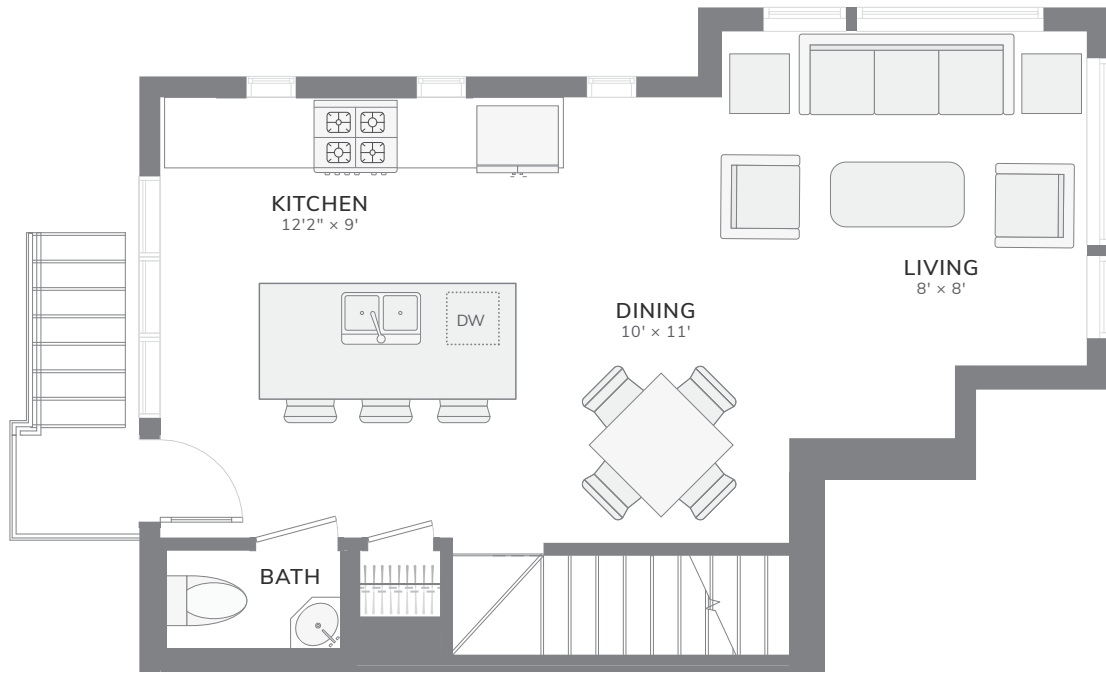 KITCHEN
12'2" × 9'
LIVING
8' × 8'
DINING
10' × 11'
DW
BATH